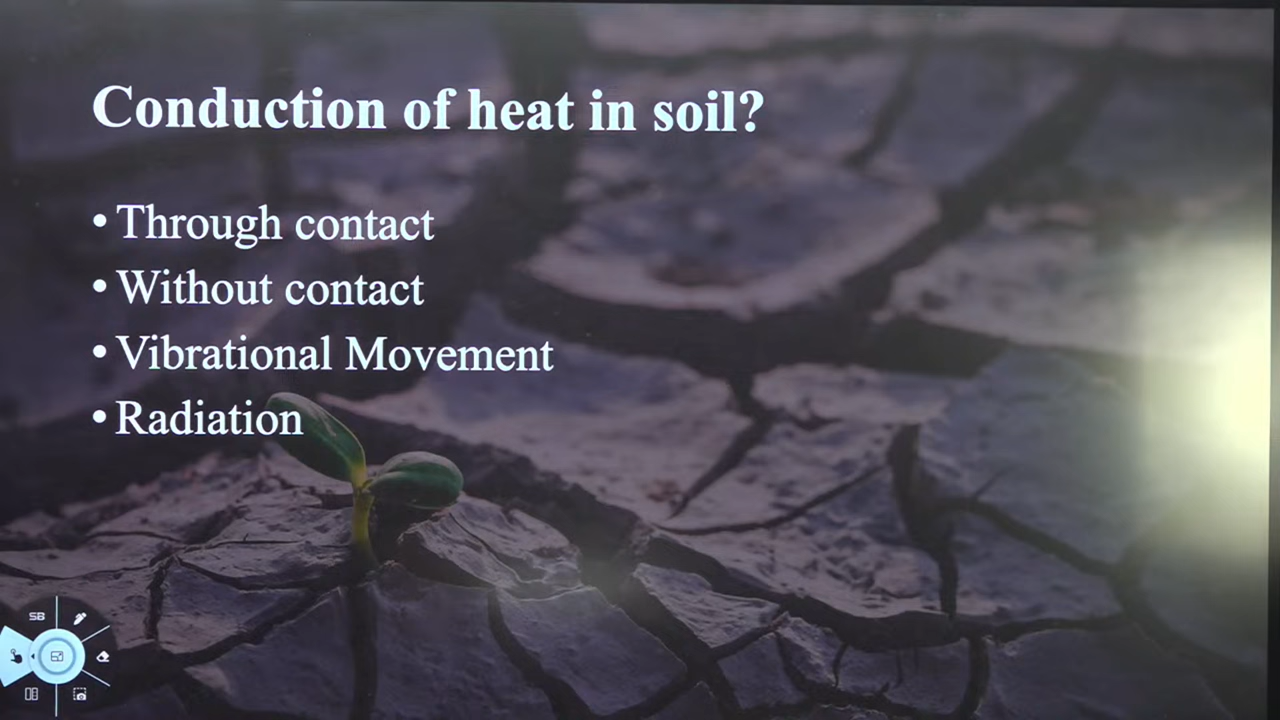 Conduction of heat in soil?
• Through contact
• Without contact
• Vibrational Movement
• Radiation
SB